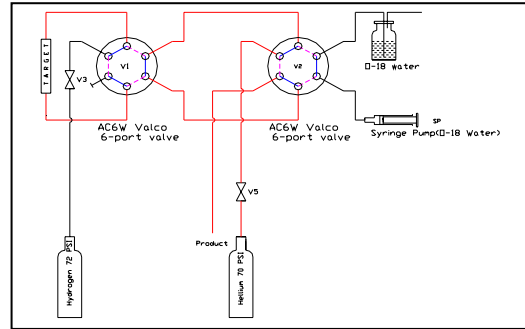 TARGET
V1
V2
V3
O-18 Water
SP
Syringe Pump(O-18 Water)
AC6W Valco
6-port valve
AC6W Valco
6-port valve
V5
Product
Hydrogen 72 PSI
Hellium 70 PSI